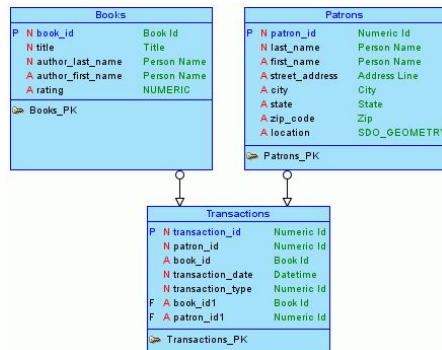 Books
P N book_id Book Id
N title Title
N author_last_name Person Name
A author_first_name Person Name
A rating NUMERIC
Books_PK
Patrons
P N patron_id Numeric Id
N last_name Person Name
A first_name Person Name
A street_address Address Line
A city City
A state State
A zip_code Zip
A location SDO_GEOMETRY
Patrons_PK
Transactions
P N transaction_id Numeric Id
N patron_id Numeric Id
A book_id Book Id
N transaction_date Datetime
N transaction_type Numeric Id
F A book_id1 Book Id
F A patron_id1 Numeric Id
Transactions_PK